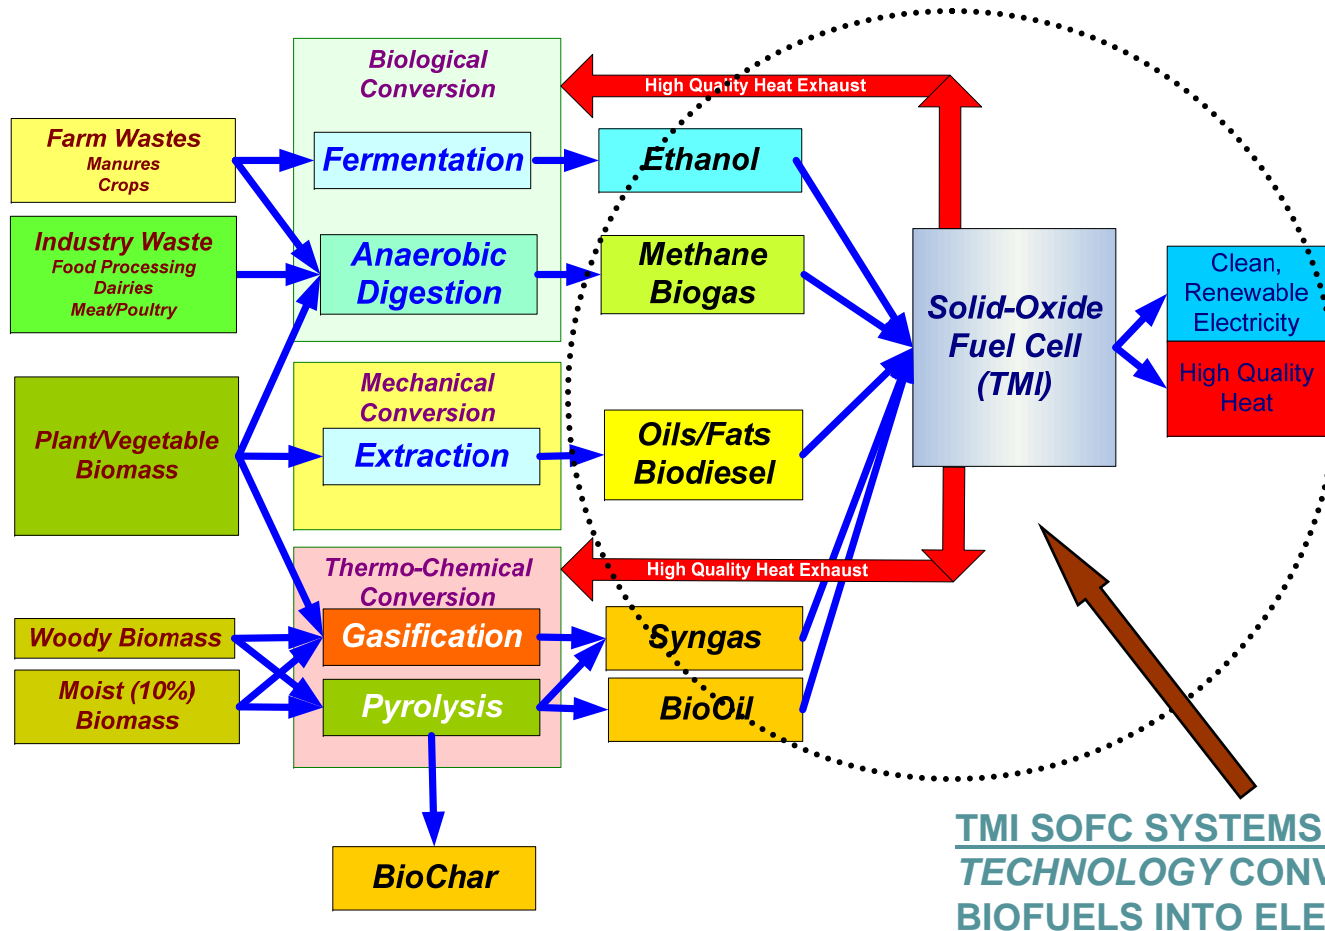 Biological
Conversion
High Quality Heat Exhaust
Farm Wastes
Manures
Crops
Fermentation
Ethanol
Industry Waste
Food Processing
Dairies
Meat/Poultry
Anaerobic
Digestion
Methane
Biogas
Solid-Oxide
Fuel Cell
(TMI)
Clean,
Renewable
Electricity
High Quality
Heat
Mechanical
Conversion
Plant/Vegetable
Biomass
Extraction
Oils/Fats
Biodiesel
Thermo-Chemical
Conversion
High Quality Heat Exhaust
Woody Biomass
Gasification
Syngas
Moist (10%)
Biomass
Pyrolysis
BioOil
BioChar
TMI SOFC SYSTEMS
TECHNOLOGY
BIOFUELS INTO